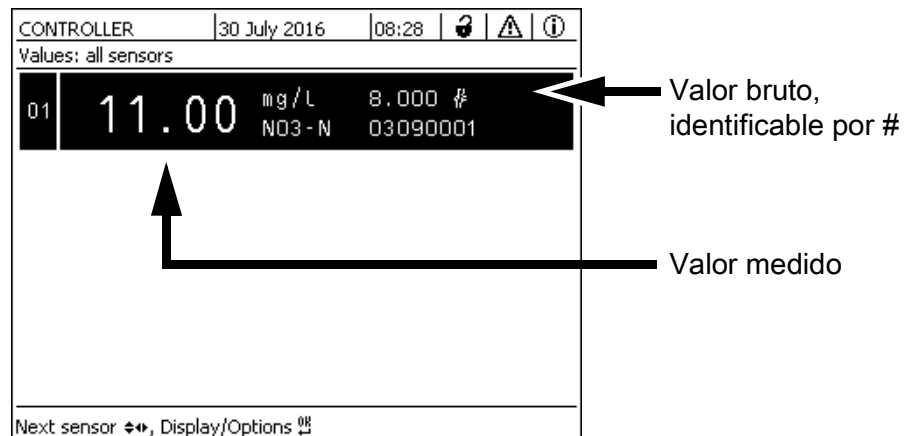 CONTROLLER 30 July 2016 08:28
Values: all sensors
01 11.00 mg/l 8.000 #
NO3-N 03090001
Valor bruto,
identificable por #
Valor medido
Next sensor, Display/Options OK